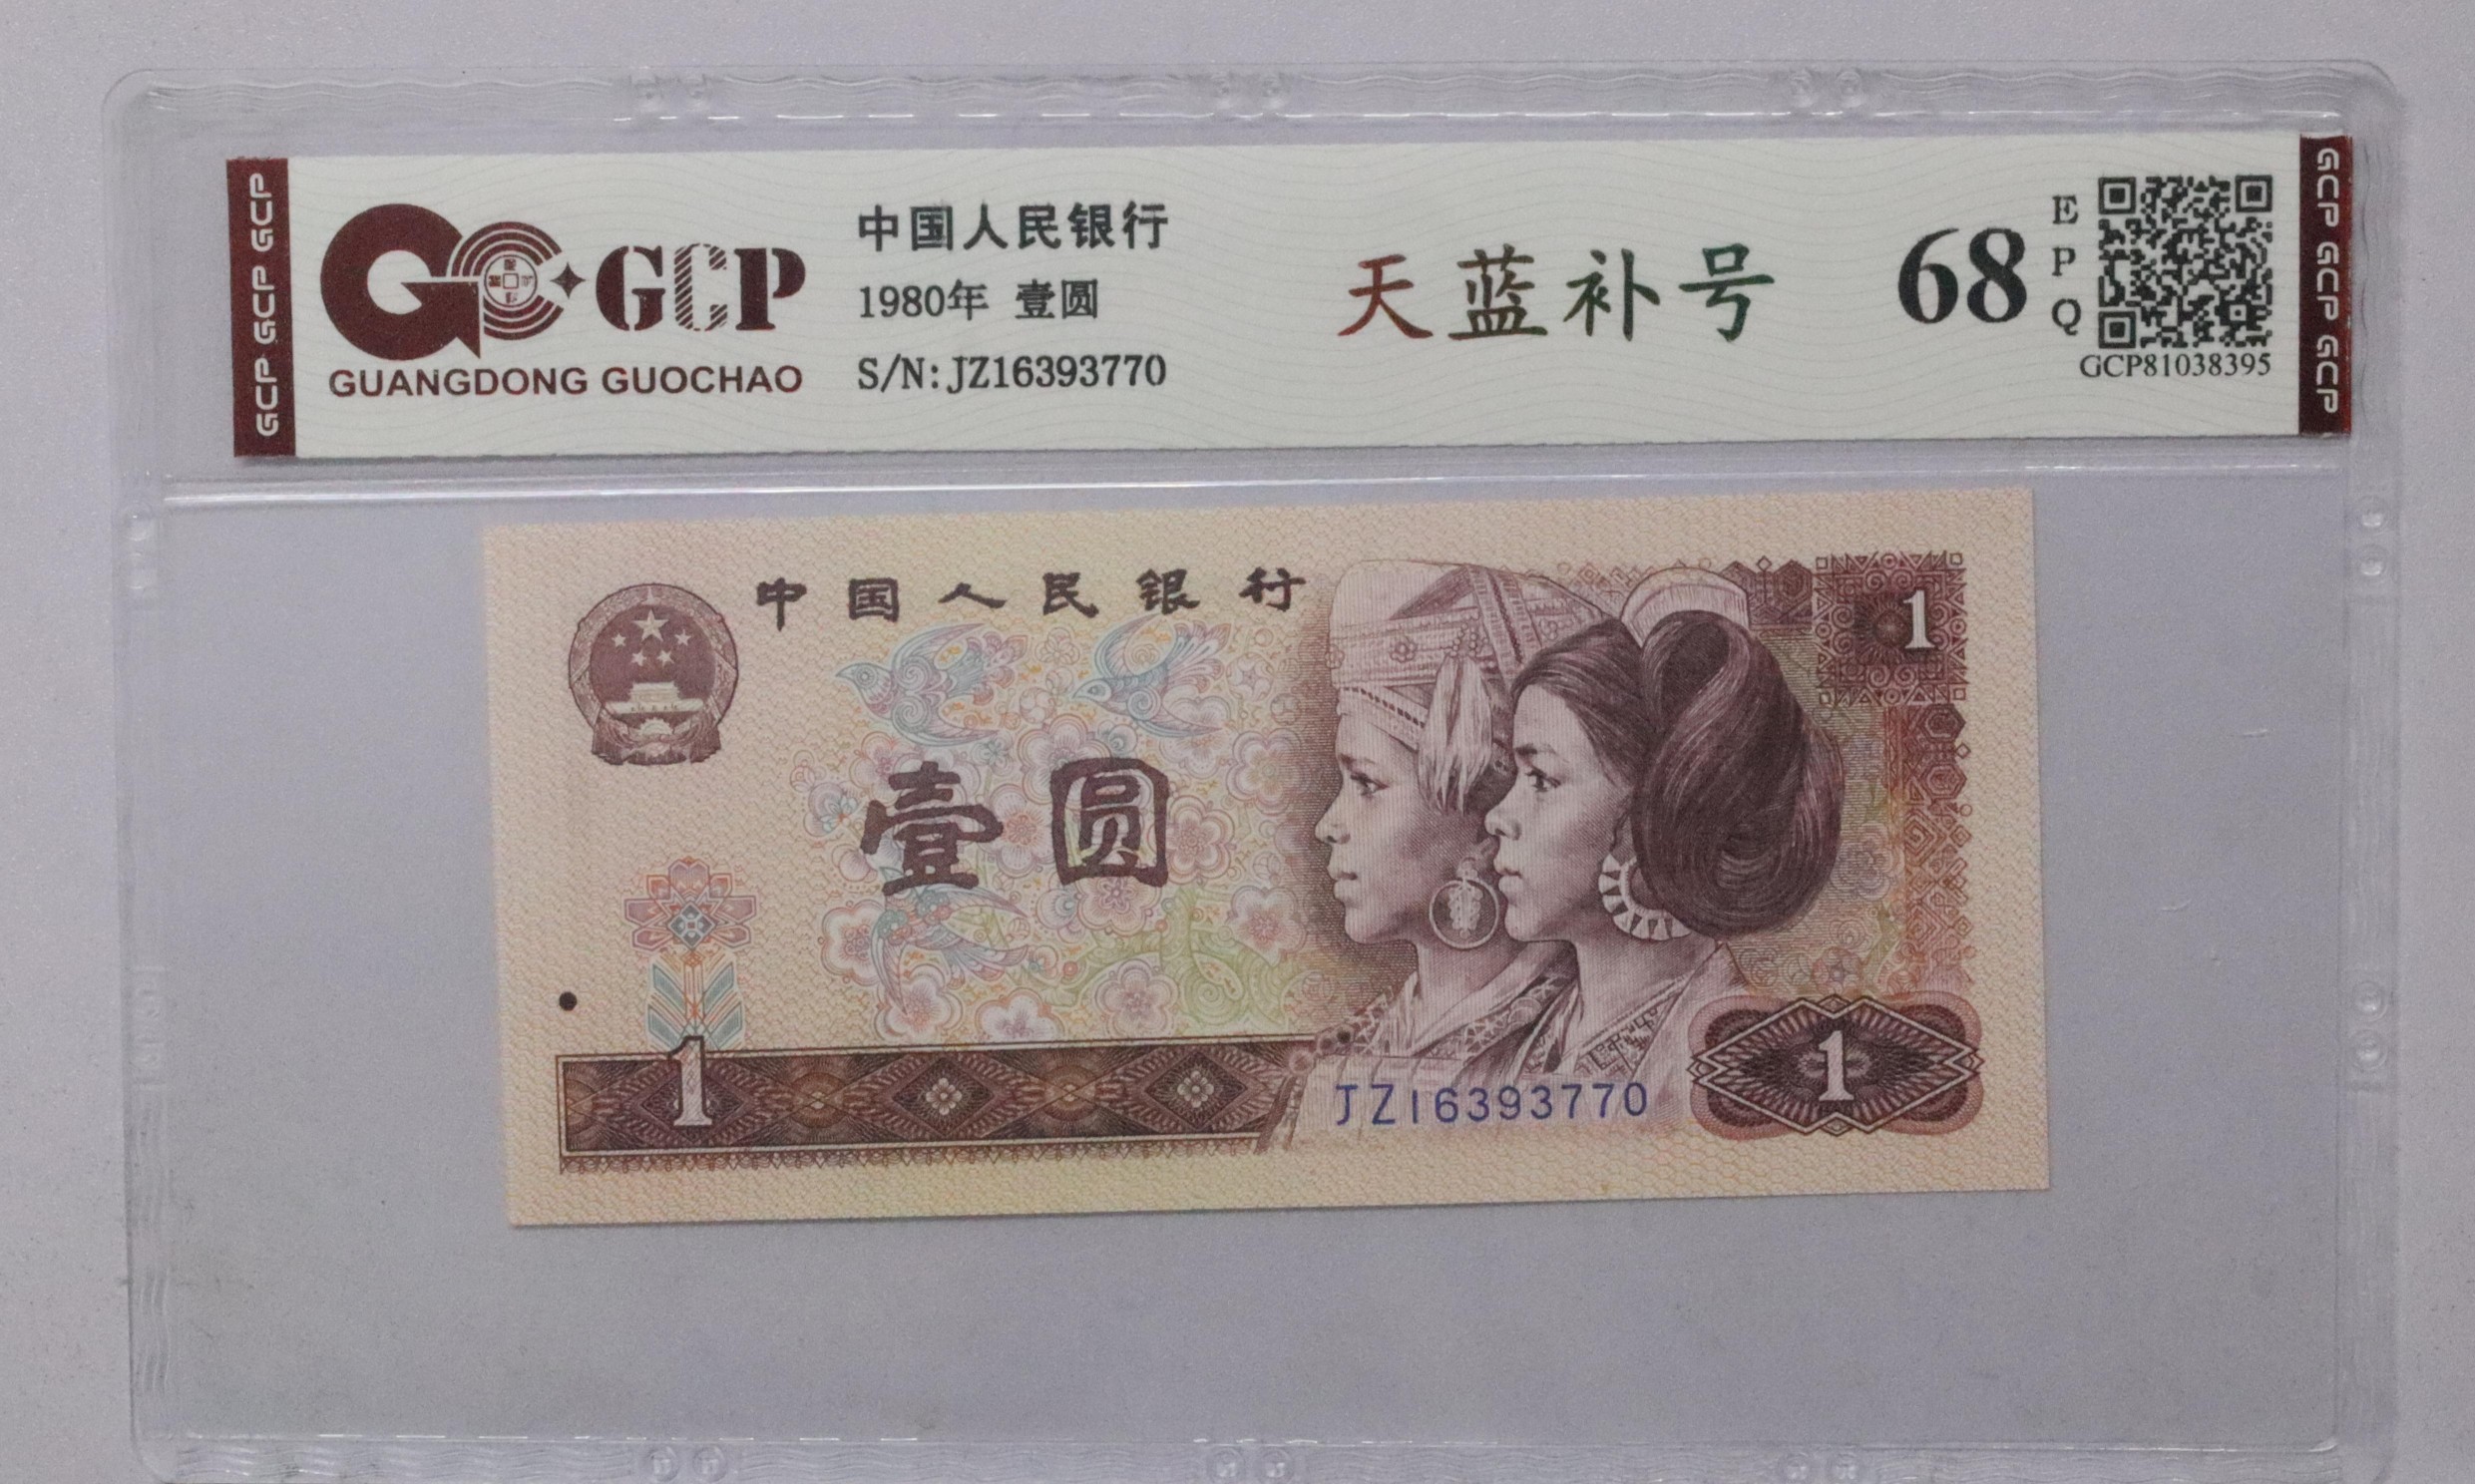 GCP GCP GCP
GCP
GUANGDONG GUOCHAO
中国人民银行
1980年 壹圆
S/N: JZ16393770
天蓝补号
68
E
P
Q
GCP81038395
GCP GCP GCP
中国人民银行
1
壹圆
1
JZ16393770
1